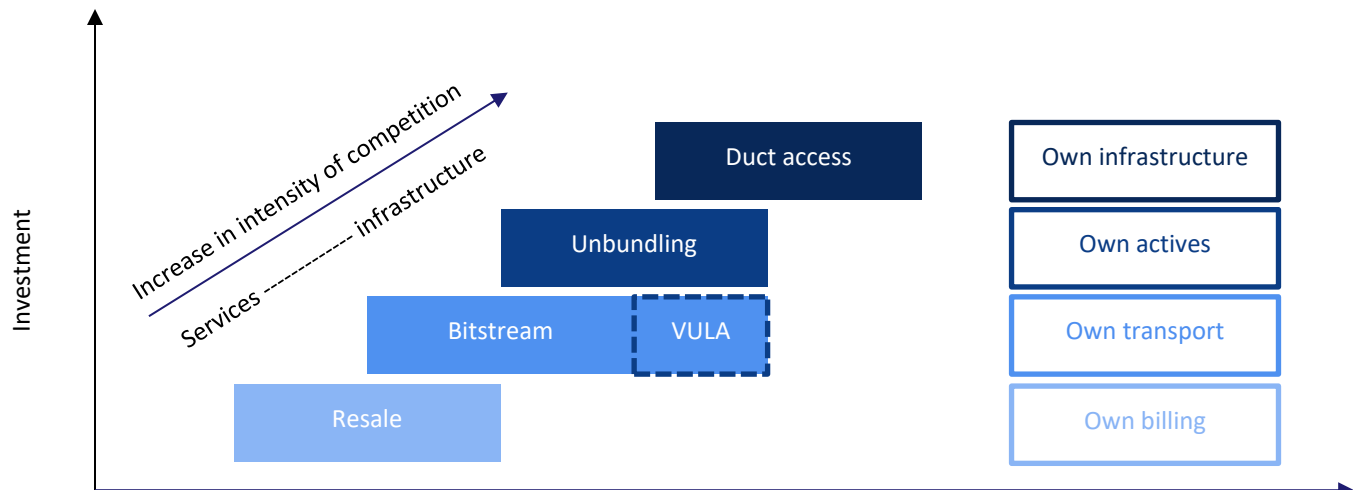 Investment
Increase in intensity of competition
Services ------- infrastructure
Duct access
Own infrastructure
Unbundling
Own actives
Bitstream
VULA
Own transport
Resale
Own billing